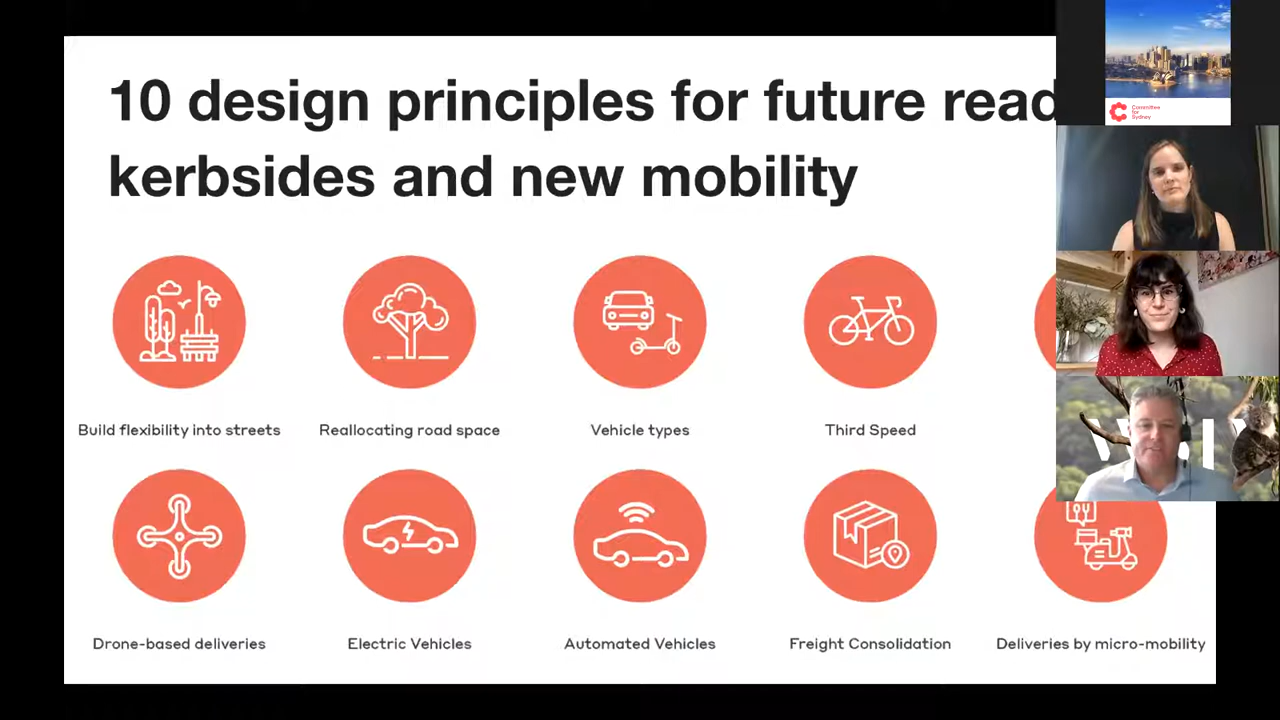 10 design principles for future read
kerbsides and new mobility
Committee
for
Sydney
Build flexibility into streets
Reallocating road space
Vehicle types
Third Speed
Drone-based deliveries
Electric Vehicles
Automated Vehicles
Freight Consolidation
Deliveries by micro-mobility